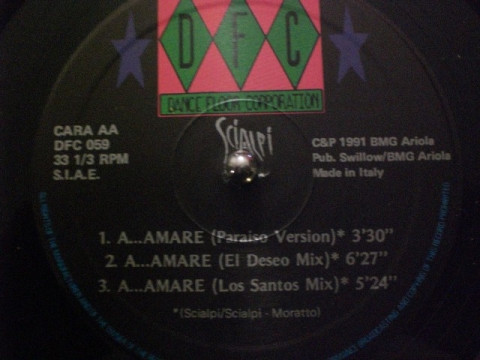 DFC
DANCE FLOOR CORPORATION
Scialpi
CARA AA
DFC 059
33 1/3 RPM
S.I.A.E.
C&P 1991 BMG Ariola
Pub. Swillow/BMG Ariola
Made in Italy
1. A...AMARE (Paraiso Version)* 3'30"
2. A...AMARE (El Deseo Mix)* 6'27"
3. A...AMARE (Los Santos Mix)* 5'24"
*(Scialpi/Scialpi - Moratto)